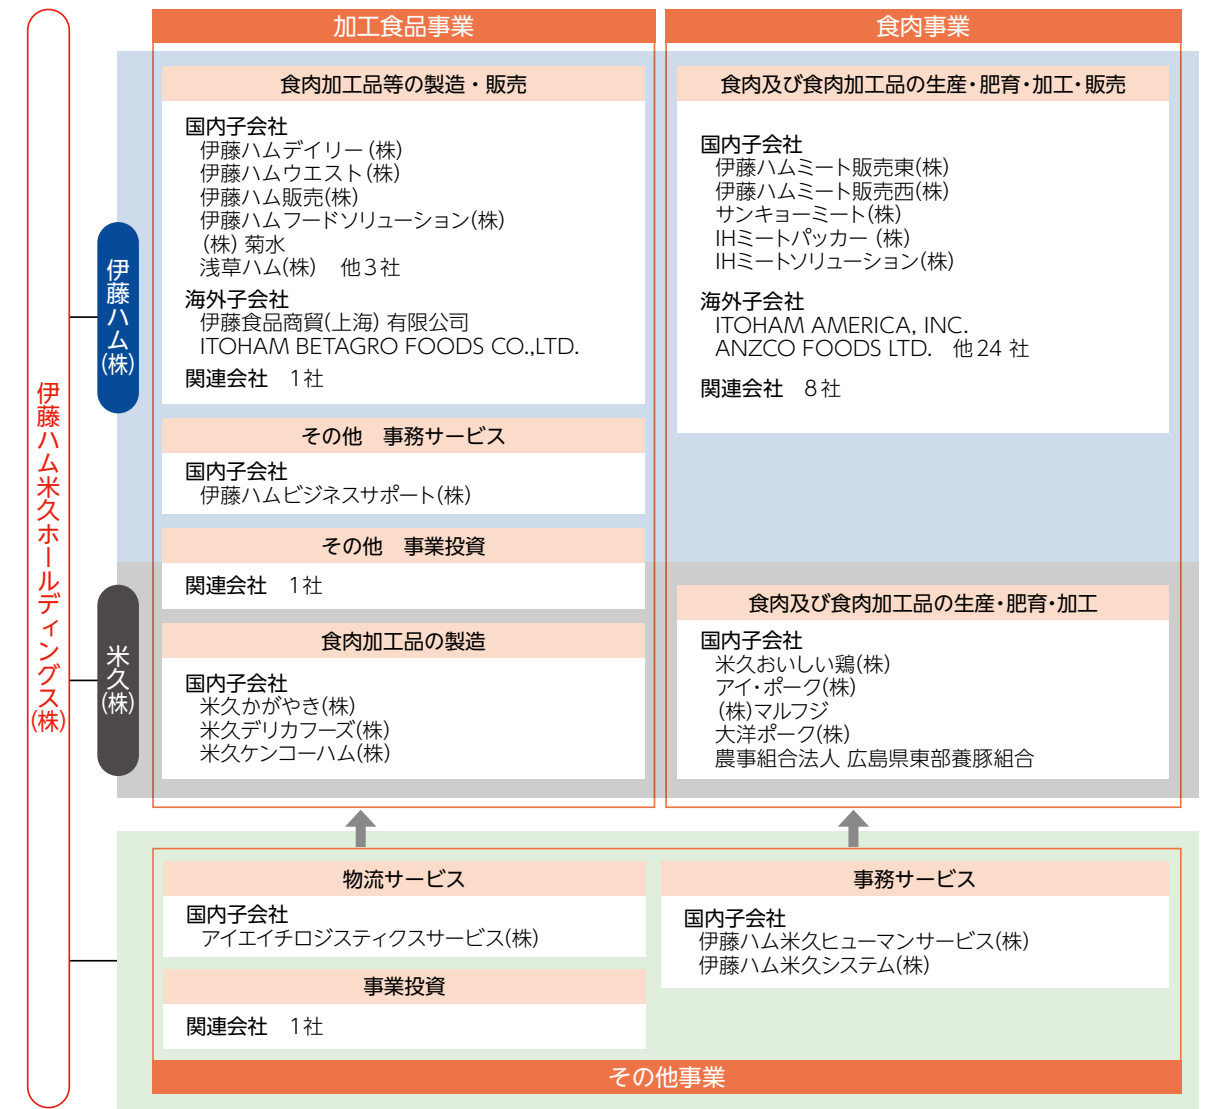 伊藤ハム米久ホールディングス(株)
伊藤ハム(株)
米久(株)
加工食品事業
食肉加工品等の製造・販売
国内子会社
伊藤ハムデイリー(株)
伊藤ハムウエスト(株)
伊藤ハム販売(株)
伊藤ハムフードソリューション(株)
(株)菊水
浅草ハム(株) 他3社
海外子会社
伊藤食品商貿(上海)有限公司
ITOHAM BETAGRO FOODS CO.,LTD.
関連会社 1社
その他 事務サービス
国内子会社
伊藤ハムビジネスサポート(株)
その他 事業投資
関連会社 1社
食肉加工品の製造
国内子会社
米久かがやき(株)
米久デリカフーズ(株)
米久ケンコーハム(株)
食肉事業
食肉及び食肉加工品の生産・肥育・加工・販売
国内子会社
伊藤ハムミート販売東(株)
伊藤ハムミート販売西(株)
サンキョーミート(株)
IHミートパッカー(株)
IHミートソリューション(株)
海外子会社
ITOHAM AMERICA, INC.
ANZCO FOODS LTD. 他24社
関連会社 8社
食肉及び食肉加工品の生産・肥育・加工
国内子会社
米久おいしい鶏(株)
アイ・ポーク(株)
(株)マルフジ
大洋ポーク(株)
農事組合法人 広島県東部養豚組合
物流サービス
国内子会社
アイエイチロジスティクスサービス(株)
事業投資
関連会社 1社
事務サービス
国内子会社
伊藤ハム米久ヒューマンサービス(株)
伊藤ハム米久システム(株)
その他事業